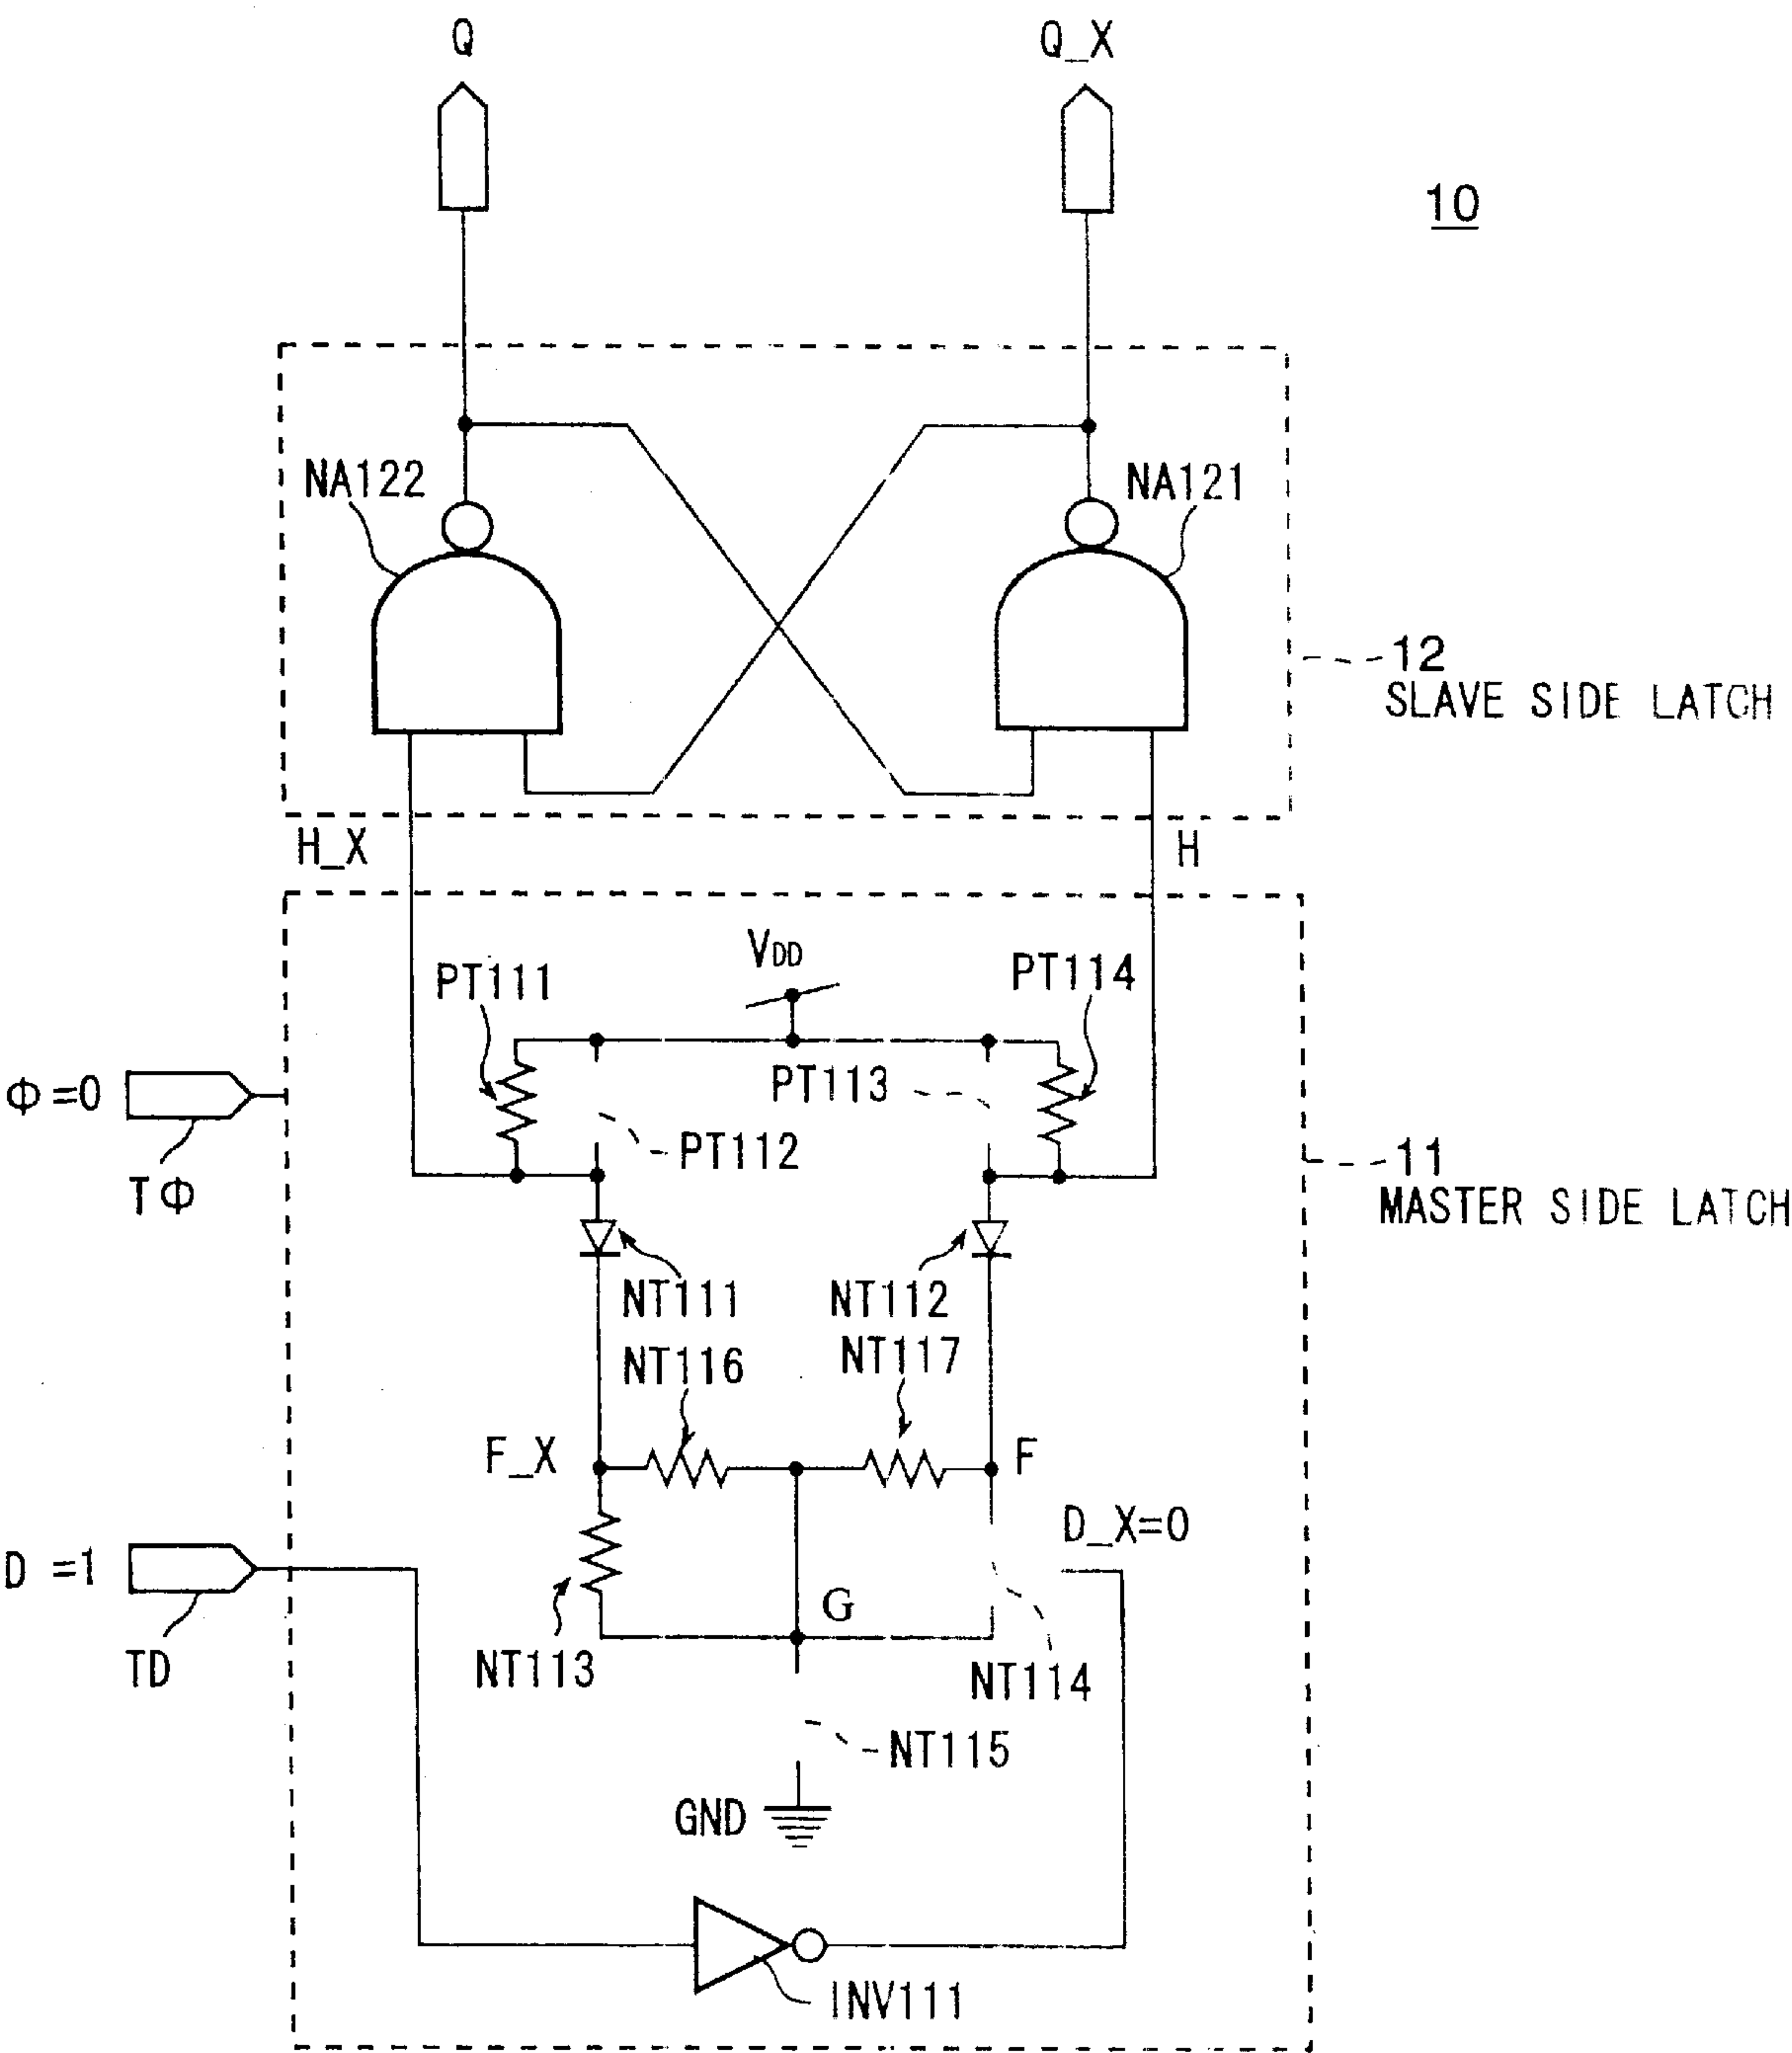 Q
Q_X
10
NA122
NA121
12
SLAVE SIDE LATCH
H_X
H
VDD
PT111
PT114
PT113
Φ=0
PT112
TΦ
11
MASTER SIDE LATCH
NT111
NT112
NT116
NT117
F_X
F
D_X=0
D=1
G
TD
NT113
NT114
NT115
GND
INV111